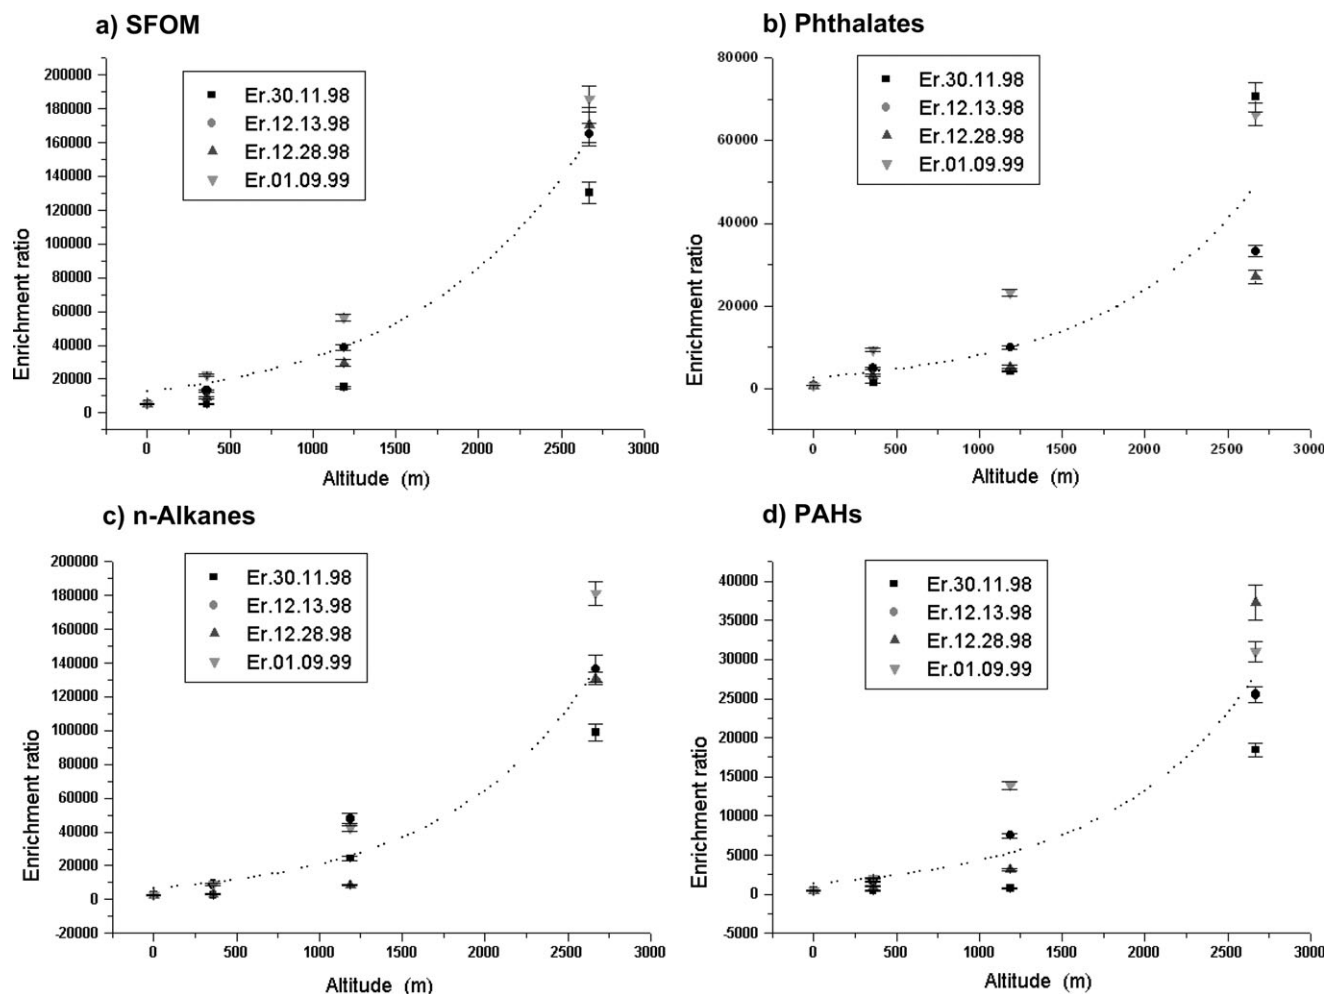 a) SFOM
200000
180000
160000
140000
120000
100000
80000
60000
40000
20000
0
Enrichment ratio
Er.30.11.98
Er.12.13.98
Er.12.28.98
Er.01.09.99
0 500 1000 1500 2000 2500 3000
Altitude (m)
b) Phthalates
80000
60000
40000
20000
0
Enrichment ratio
Er.30.11.98
Er.12.13.98
Er.12.28.98
Er.01.09.99
0 500 1000 1500 2000 2500 3000
Altitude (m)
c) n-Alkanes
200000
180000
160000
140000
120000
100000
80000
60000
40000
20000
0
-20000
Enrichment ratio
Er.30.11.98
Er.12.13.98
Er.12.28.98
Er.01.09.99
0 500 1000 1500 2000 2500 3000
Altitude (m)
d) PAHs
40000
35000
30000
25000
20000
15000
10000
5000
0
-5000
Enrichment ratio
Er.30.11.98
Er.12.13.98
Er.12.28.98
Er.01.09.99
0 500 1000 1500 2000 2500 3000
Altitude (m)